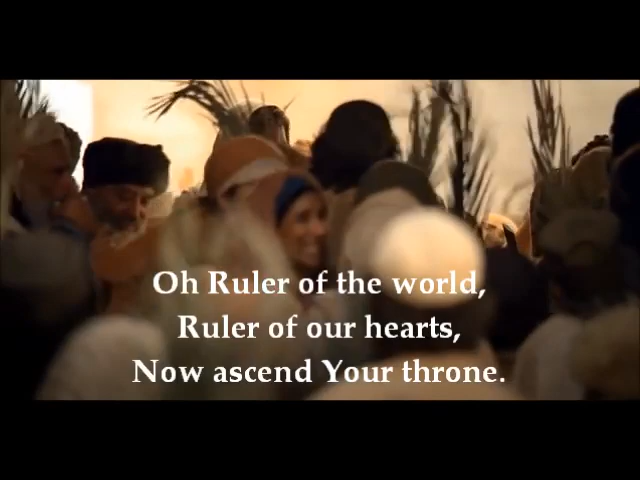 Oh Ruler of the world,
Ruler of our hearts,
Now ascend Your throne.